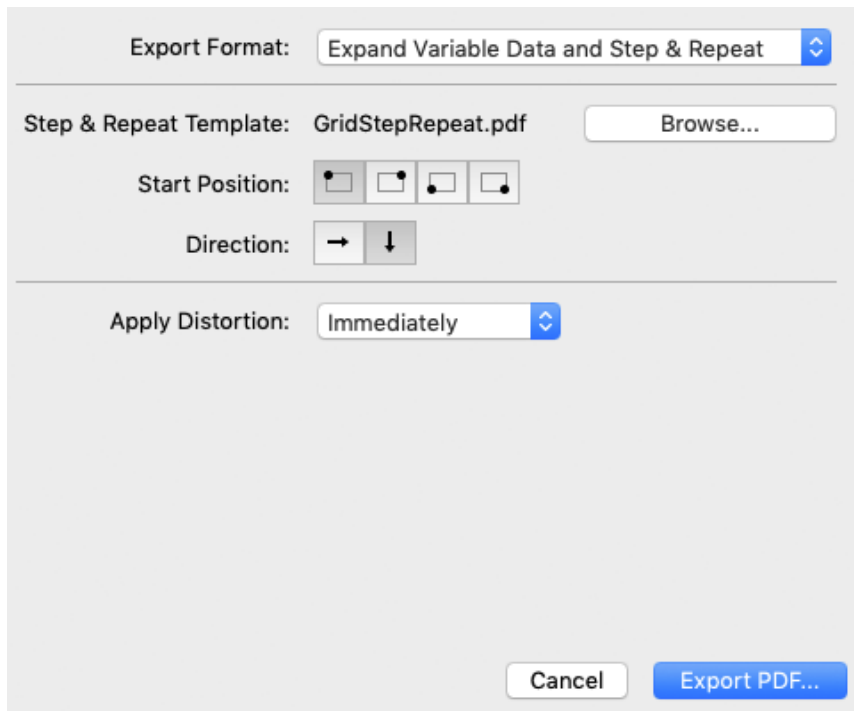 Export Format: Expand Variable Data and Step & Repeat
Step & Repeat Template: GridStepRepeat.pdf Browse...
Start Position:
Direction:
Apply Distortion: Immediately
Cancel Export PDF...